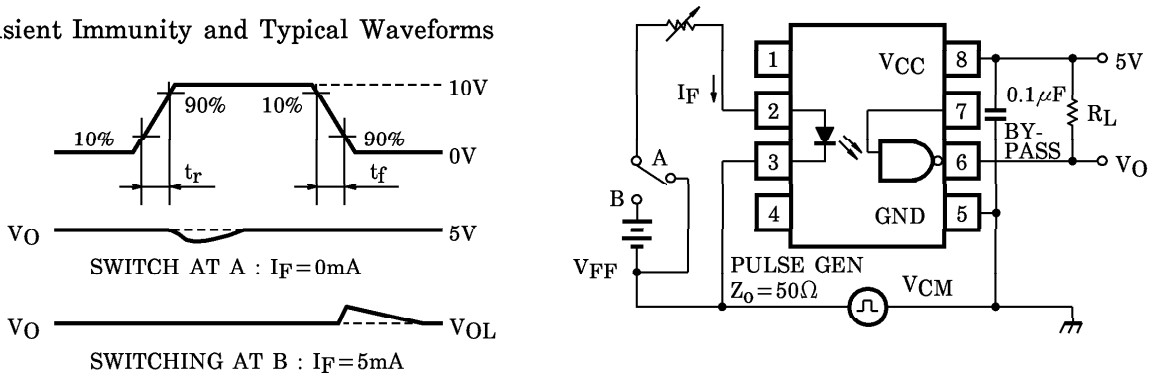 sient Immunity and Typical Waveforms
10V
90%
10%
10%
90%
0V
tr
tf
VO
5V
SWITCH AT A : IF=0mA
VO
VOL
SWITCHING AT B : IF=5mA
1
VCC
8
5V
IF
2
7
0.1μF
RL
BY-
PASS
3
6
VO
A
B
4
GND
5
VFF
PULSE GEN
Zo=50Ω
VCM